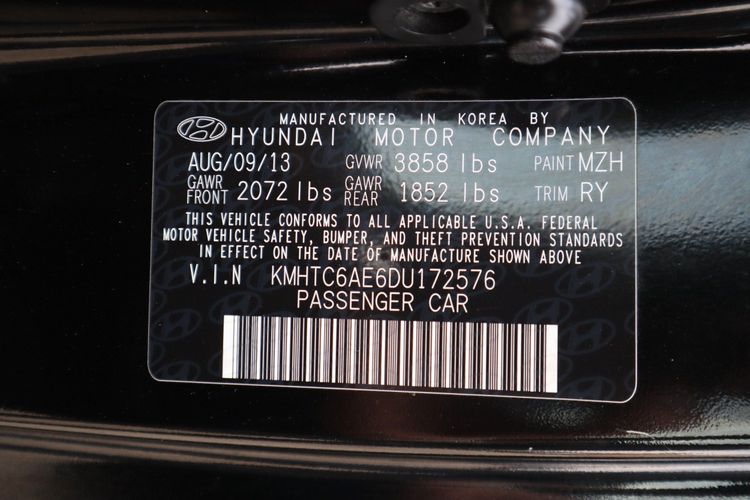 MANUFACTURED IN KOREA BY
HYUNDAI MOTOR COMPANY
AUG/09/13 GVWR 3858 lbs PAINT MZH
GAWR FRONT 2072 lbs GAWR REAR 1852 lbs TRIM RY
THIS VEHICLE CONFORMS TO ALL APPLICABLE U.S.A. FEDERAL
MOTOR VEHICLE SAFETY, BUMPER, AND THEFT PREVENTION STANDARDS
IN EFFECT ON THE DATE OF MANUFACTURE SHOWN ABOVE
V.I.N KMHTC6AE6DU172576
PASSENGER CAR